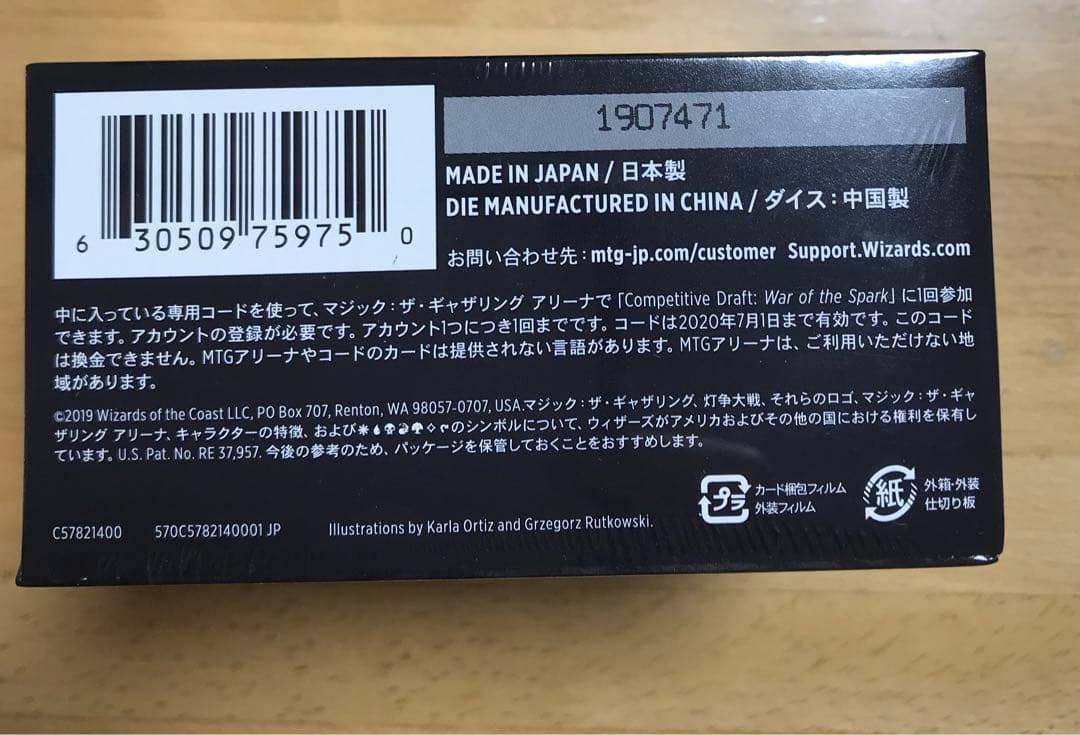 1907471
MADE IN JAPAN / 日本製
DIE MANUFACTURED IN CHINA / ダイス：中国製
6 30509 75975 0
お問い合わせ先：mtg-jp.com/customer Support.Wizards.com
中に入っている専用コードを使って、マジック：ザ・ギャザリング アリーナで「Competitive Draft: War of the Spark」に1回参加
できます。アカウントの登録が必要です。アカウント1つにつき1回までです。コードは2020年7月1日まで有効です。このコード
は換金できません。MTGアリーナやコードのカードは提供されない言語があります。MTGアリーナは、ご利用いただけない地
域があります。
©2019 Wizards of the Coast LLC, PO Box 707, Renton, WA 98057-0707, USA.マジック：ザ・ギャザリング、灯争大戦、それらのロゴ、マジック：ザ・ギャ
ザリング アリーナ、キャラクターの特徴、およびのシンボルについて、ウィザーズがアメリカおよびその他の国における権利を保有し
ています。U.S. Pat. No. RE 37,957. 今後の参考のため、パッケージを保管しておくことをおすすめします。
プラ カード梱包フィルム
外装フィルム
紙 外箱・外装
仕切り板
C57821400 570C5782140001 JP Illustrations by Karla Ortiz and Grzegorz Rutkowski.